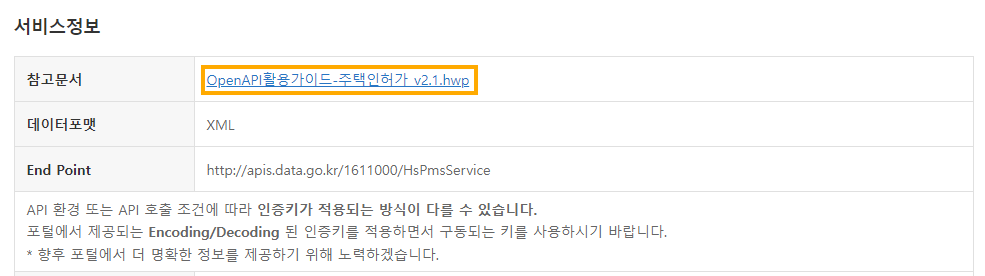 서비스정보
참고문서 OpenAPI활용가이드-주택인허가_v2.1.hwp
데이터포맷 XML
End Point http://apis.data.go.kr/1611000/HsPmsService
API 환경 또는 API 호출 조건에 따라 인증키가 적용되는 방식이 다를 수 있습니다.
포털에서 제공되는 Encoding/Decoding 된 인증키를 적용하면서 구동되는 키를 사용하시기 바랍니다.
* 향후 포털에서 더 명확한 정보를 제공하기 위해 노력하겠습니다.